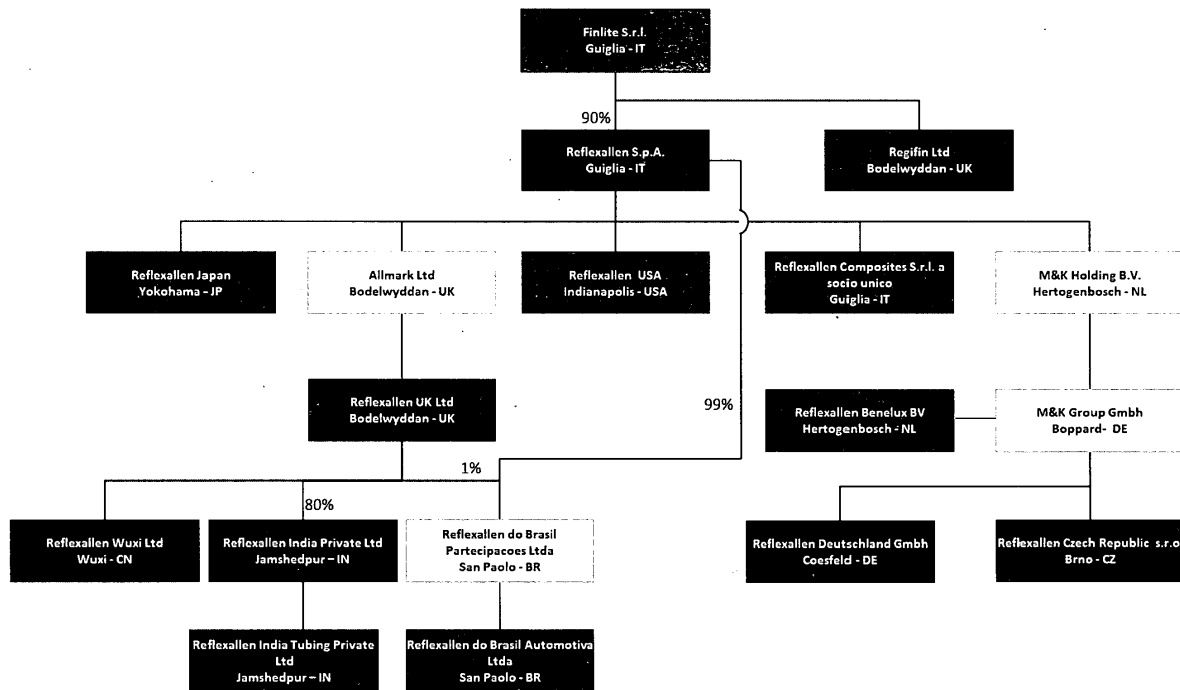 Finlite S.r.l.
Guiglia - IT
90%
Reflexallen S.p.A.
Guiglia - IT
Regifin Ltd
Bodelwyddan - UK
Reflexallen Japan
Yokohama - JP
Allmark Ltd
Bodelwyddan - UK
Reflexallen USA
Indianapolis - USA
Reflexallen Composites S.r.l. a
socio unico
Guiglia - IT
M&K Holding B.V.
Hertogenbosch - NL
Reflexallen UK Ltd
Bodelwyddan - UK
99%
Reflexallen Benelux BV
Hertogenbosch - NL
M&K Group Gmbh
Boppard- DE
1%
80%
Reflexallen Wuxi Ltd
Wuxi - CN
Reflexallen India Private Ltd
Jamshedpur – IN
Reflexallen do Brasil
Partecipacoes Ltda
San Paolo - BR
Reflexallen Deutschland Gmbh
Coesfeld - DE
Reflexallen Czech Republic s.r.o
Brno - CZ
Reflexallen India Tubing Private
Ltd
Jamshedpur - IN
Reflexallen do Brasil Automotiva
Ltda
San Paolo - BR